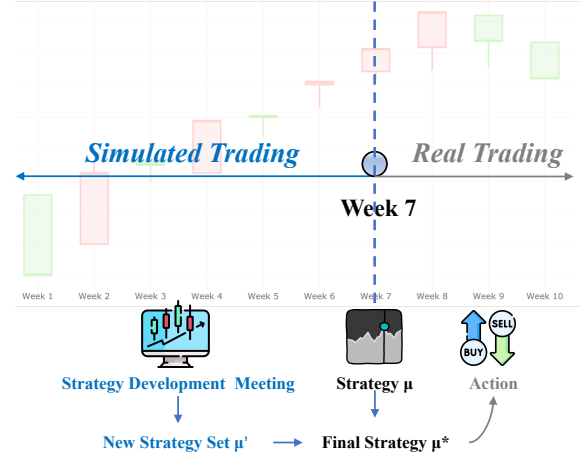 Simulated Trading
Real Trading
Week 7
Week 1 Week 2 Week 3 Week 4 Week 5 Week 6 Week 7 Week 8 Week 9 Week 10
SELL
BUY
Strategy Development Meeting
Strategy μ
Action
New Strategy Set μ'
Final Strategy μ*